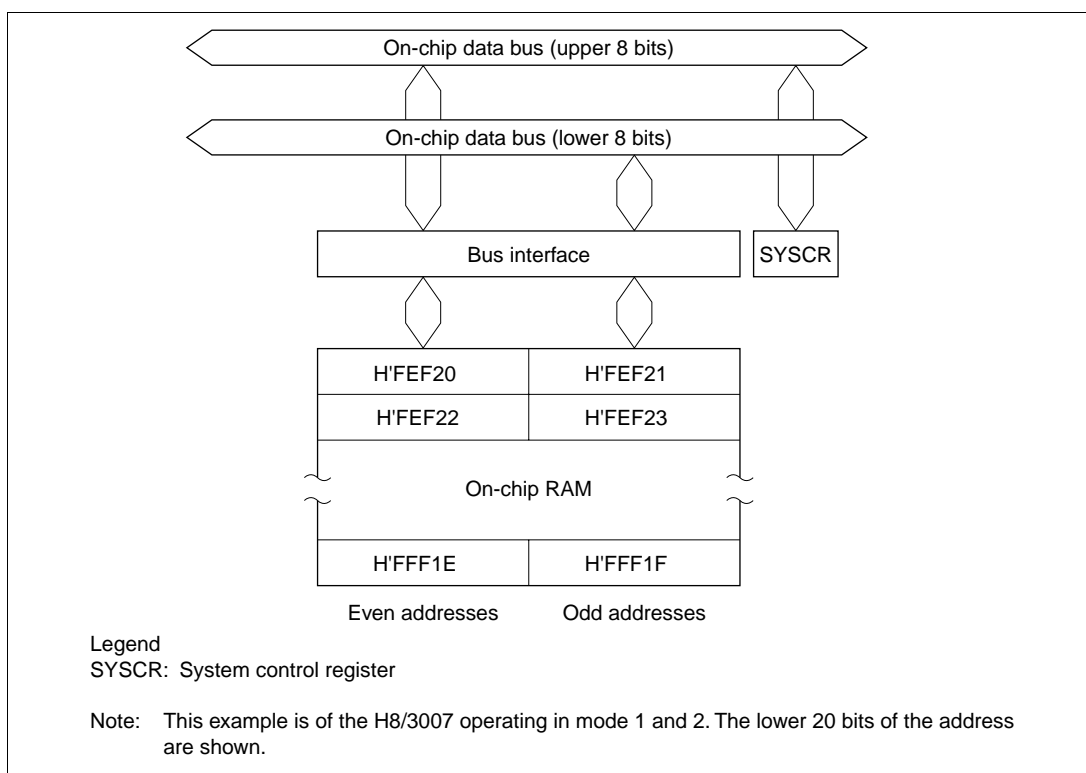 On-chip data bus (upper 8 bits)
On-chip data bus (lower 8 bits)
Bus interface
SYSCR
H'FEF20
H'FEF21
H'FEF22
H'FEF23
On-chip RAM
H'FFF1E
H'FFF1F
Even addresses
Odd addresses
Legend
SYSCR: System control register
Note: This example is of the H8/3007 operating in mode 1 and 2. The lower 20 bits of the address
are shown.